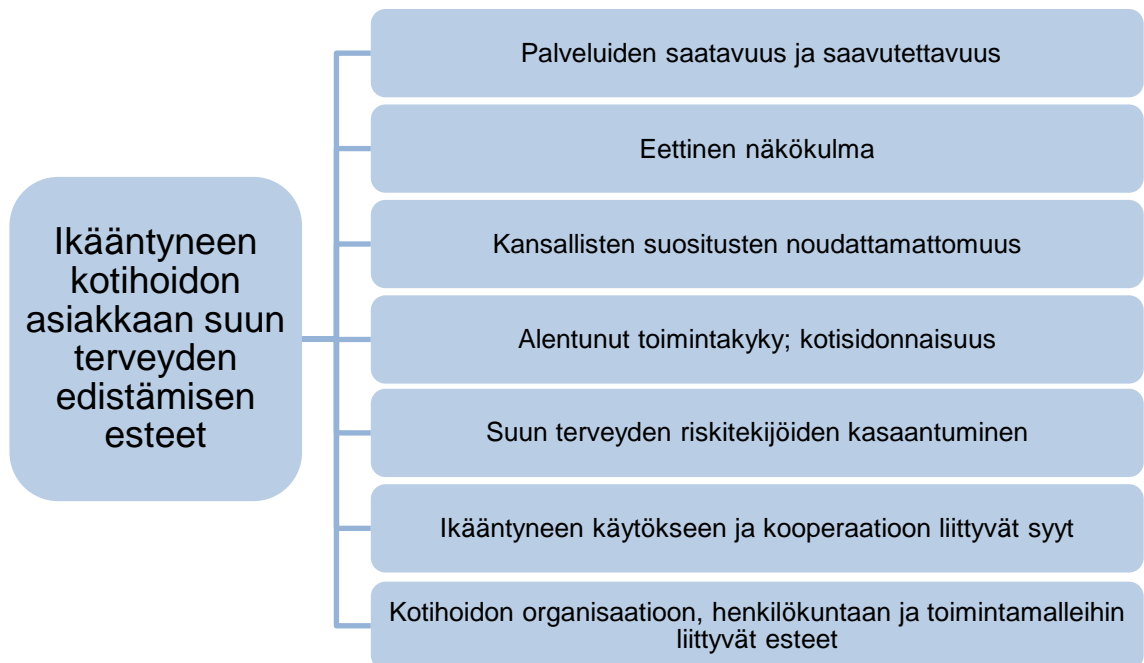 Ikääntyneen
kotihoidon
asiakkaan suun
terveyden
edistämisen
esteet
Palveluiden saatavuus ja saavutettavuus
Eettinen näkökulma
Kansallisten suositusten noudattamattomuus
Alentunut toimintakyky; kotisidonnaisuus
Suun terveyden riskitekijöiden kasaantuminen
Ikääntyneen käytökseen ja kooperaatioon liittyvät syyt
Kotihoidon organisaatioon, henkilökuntaan ja toimintamalleihin
liittyvät esteet